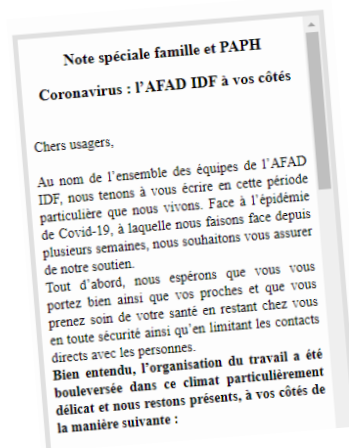 Note spéciale famille et PAPH
Coronavirus : l'AFAD IDF à vos côtés
Chers usagers,
Au nom de l'ensemble des équipes de l'AFAD
IDF, nous tenons à vous écrire en cette période
particulière que nous vivons. Face à l'épidémie
de Covid-19, à laquelle nous faisons face depuis
plusieurs semaines, nous souhaitons vous assurer
de notre soutien.
Tout d'abord, nous espérons que vous vous
portez bien ainsi que vos proches et que vous
prenez soin de votre santé en restant chez vous
en toute sécurité ainsi qu'en limitant les contacts
directs avec les personnes.
Bien entendu, l'organisation du travail a été
bouleversée dans ce climat particulièrement
délicat et nous restons présents, à vos côtés de
la manière suivante :